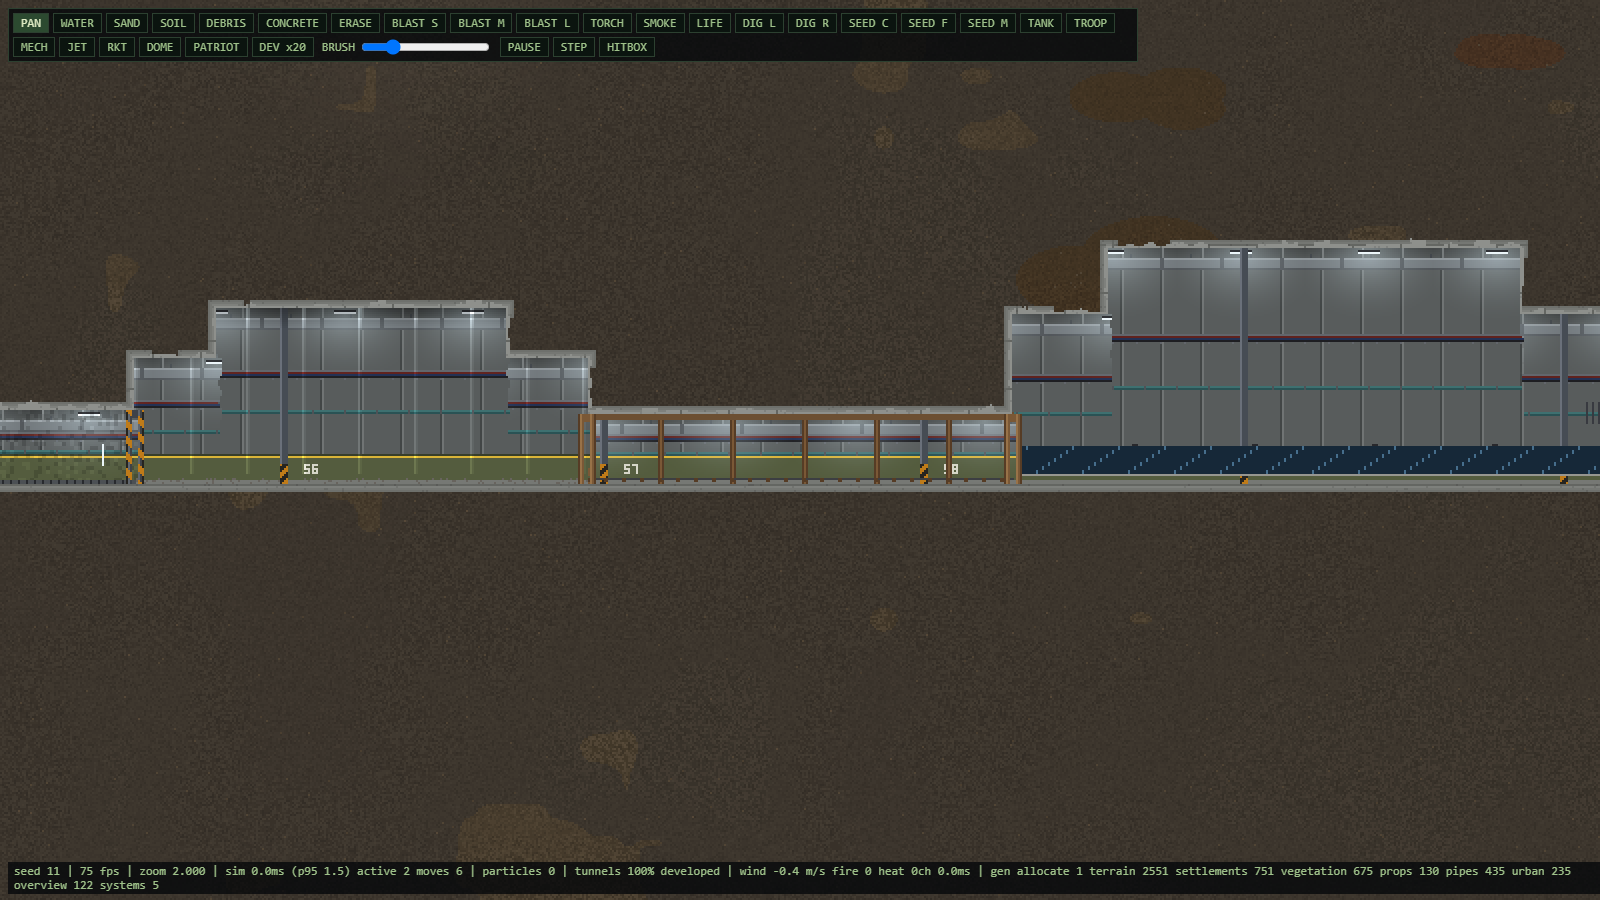 PAN WATER SAND SOIL DEBRIS CONCRETE ERASE BLAST S BLAST M BLAST L TORCH SMOKE LIFE DIG L DIG R SEED C SEED F SEED M TANK TROOP
MECH JET RKT DOME PATRIOT DEV x20 BRUSH PAUSE STEP HITBOX
56 57 58
seed 11 | 75 fps | zoom 2.000 | sim 0.0ms (p95 1.5) active 2 moves 6 | particles 0 | tunnels 100% developed | wind -0.4 m/s fire 0 heat 0ch 0.0ms | gen allocate 1 terrain 2551 settlements 751 vegetation 675 props 130 pipes 435 urban 235
overview 122 systems 5